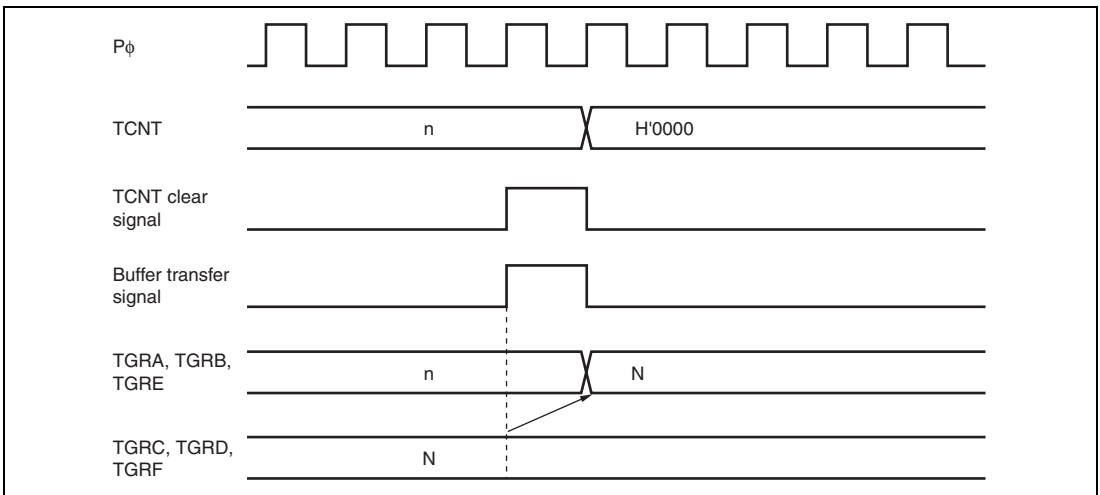 Pϕ
TCNT
n
H'0000
TCNT clear
signal
Buffer transfer
signal
TGRA, TGRB,
TGRE
n
N
TGRC, TGRD,
TGRF
N